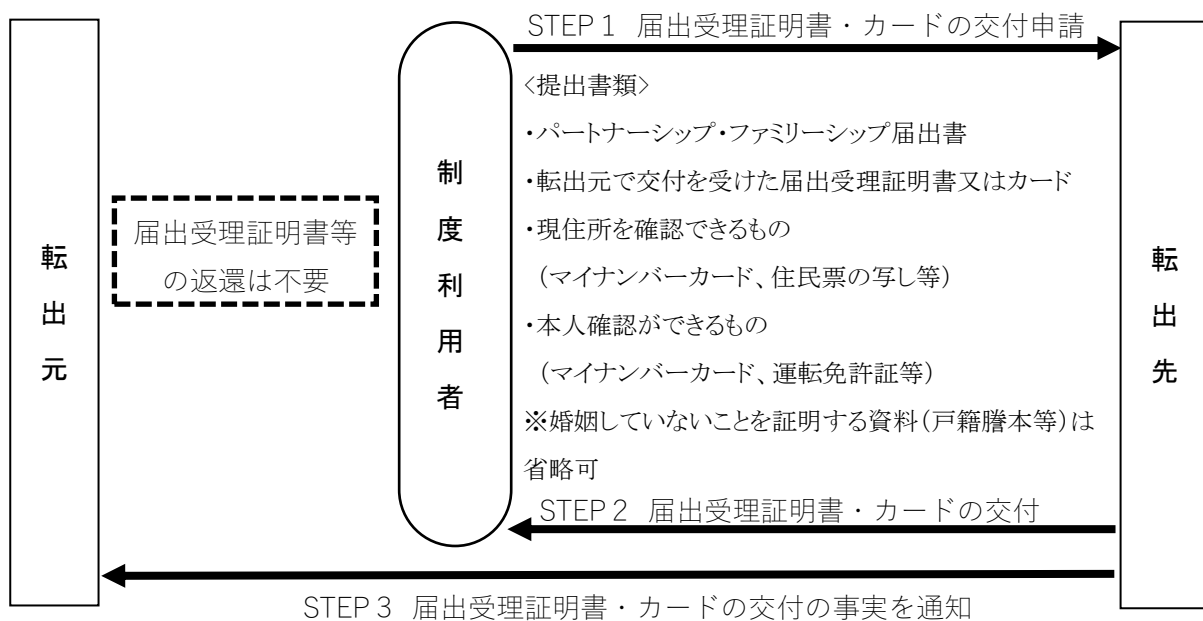 STEP1 届出受理証明書・カードの交付申請
<提出書類>
・パートナーシップ・ファミリーシップ届出書
・転出元で交付を受けた届出受理証明書又はカード
・現住所を確認できるもの
（マイナンバーカード、住民票の写し等）
・本人確認ができるもの
（マイナンバーカード、運転免許証等）
※婚姻していないことを証明する資料（戸籍謄本等）は
省略可
制度利用者
届出受理証明書等
の返還は不要
転出元
転出先
STEP2 届出受理証明書・カードの交付
STEP3 届出受理証明書・カードの交付の事実を通知